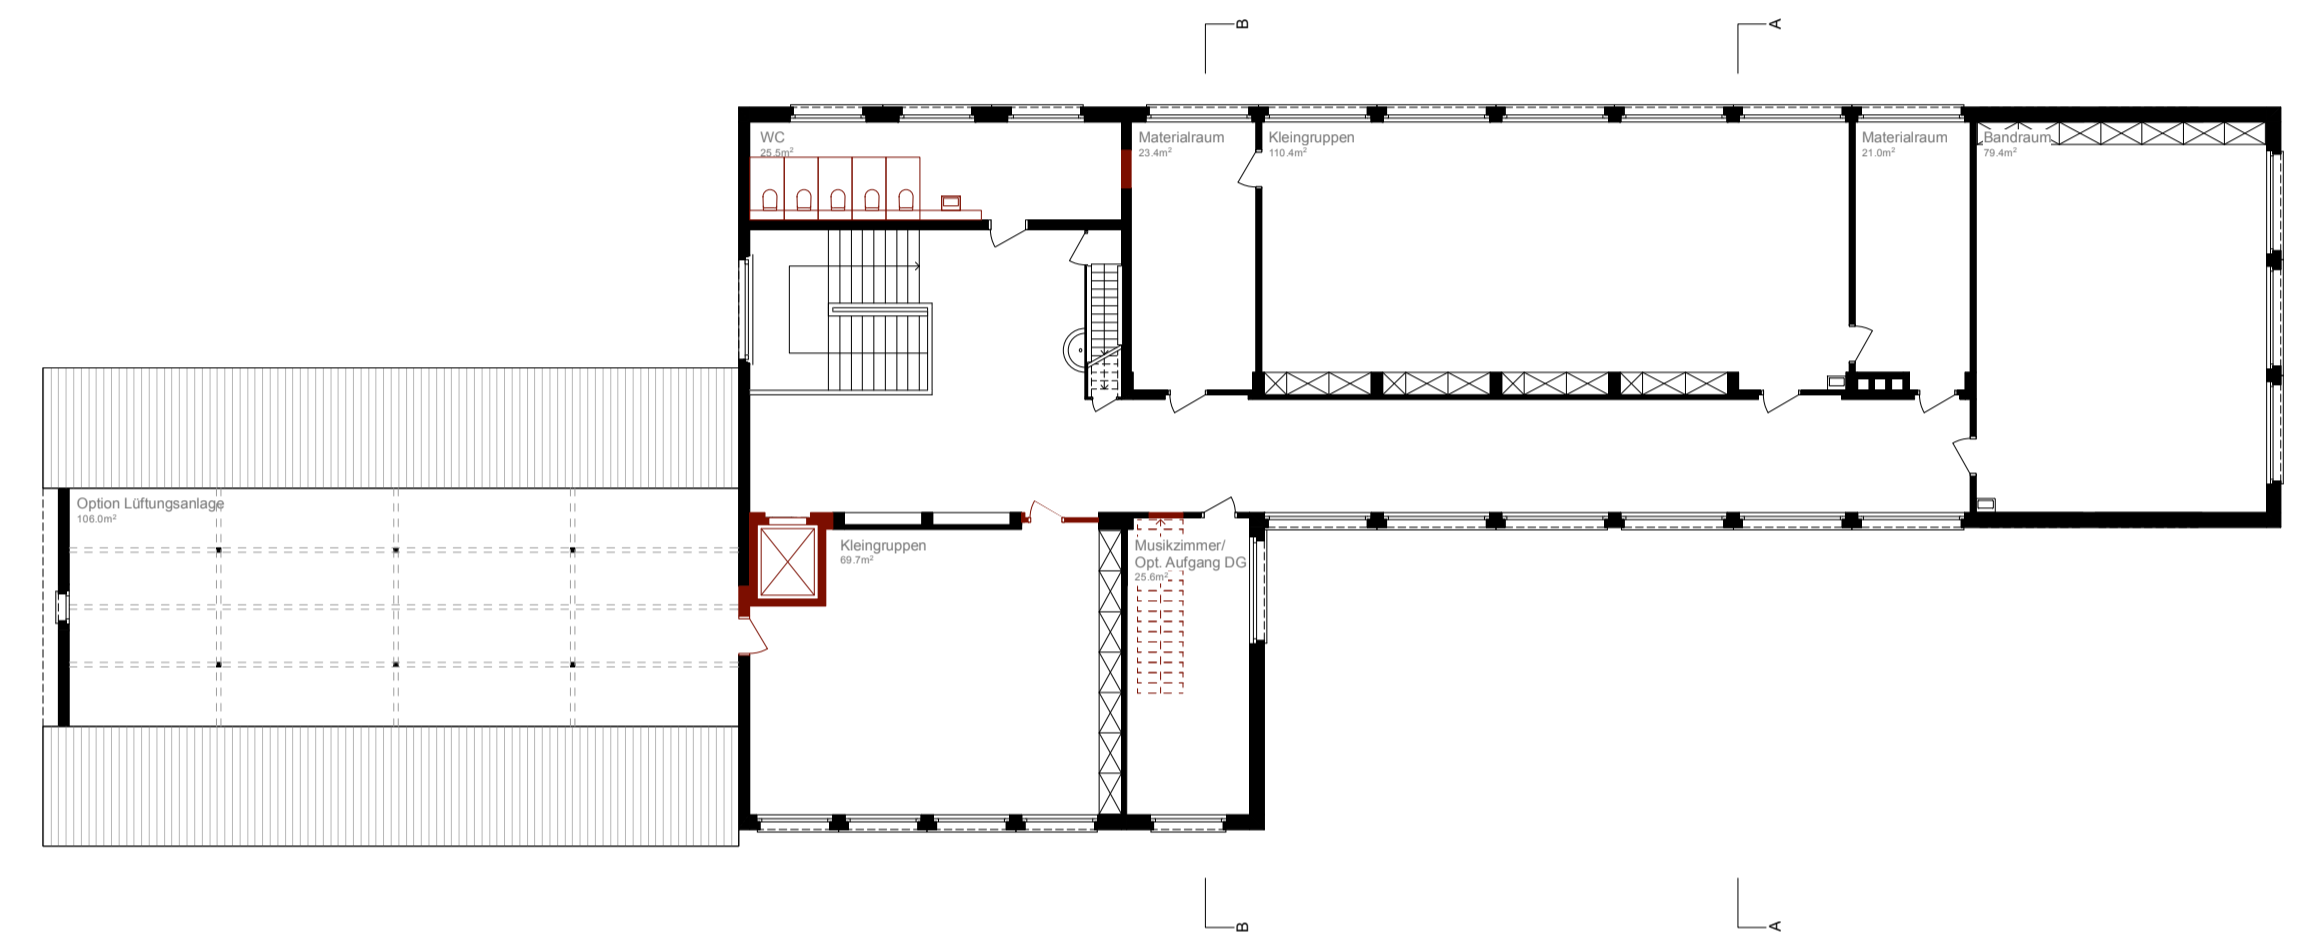 B
A
WC
25.5m²
Materialraum
23.4m²
Kleingruppen
110.4m²
Materialraum
21.0m²
Bandraum
79.4m²
Option Lüftungsanlage
106.0m²
Kleingruppen
69.7m²
Musikzimmer/
Opt. Aufgang DG
25.6m²
B
A